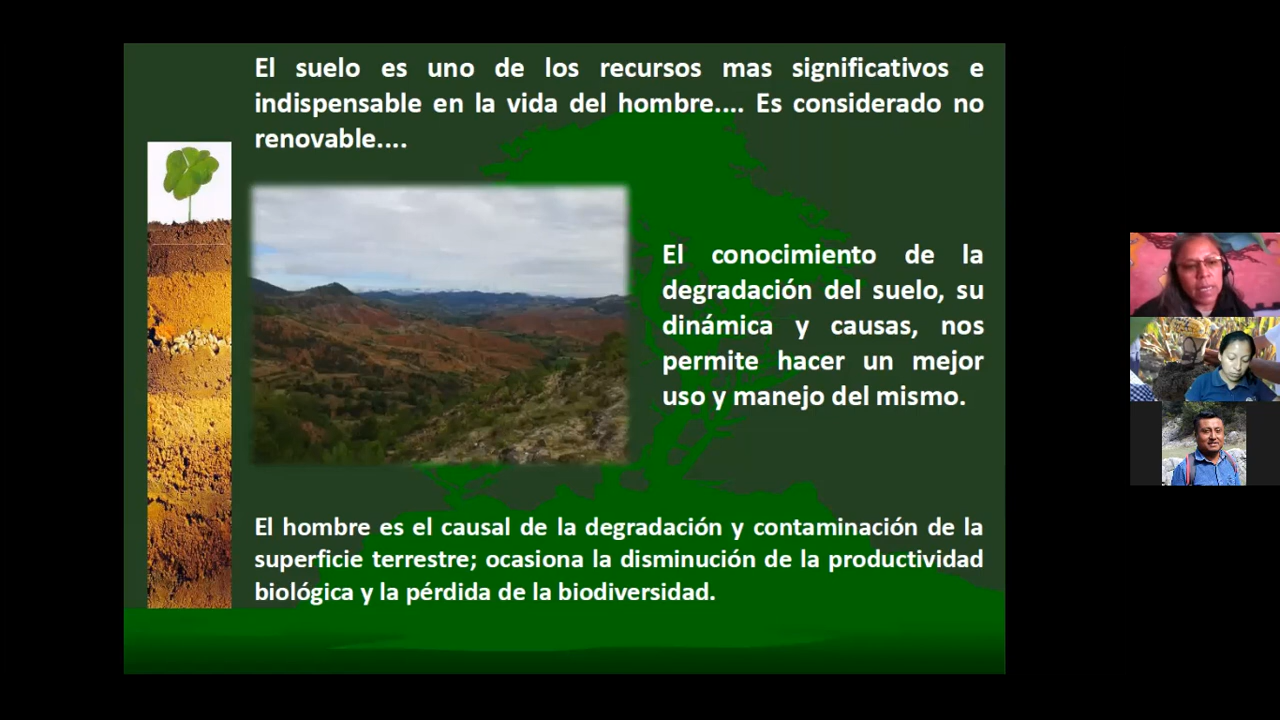 El suelo es uno de los recursos mas significativos e
indispensable en la vida del hombre.... Es considerado no
renovable....
El conocimiento de la
degradación del suelo, su
dinámica y causas, nos
permite hacer un mejor
uso y manejo del mismo.
El hombre es el causal de la degradación y contaminación de la
superficie terrestre; ocasiona la disminución de la productividad
biológica y la pérdida de la biodiversidad.